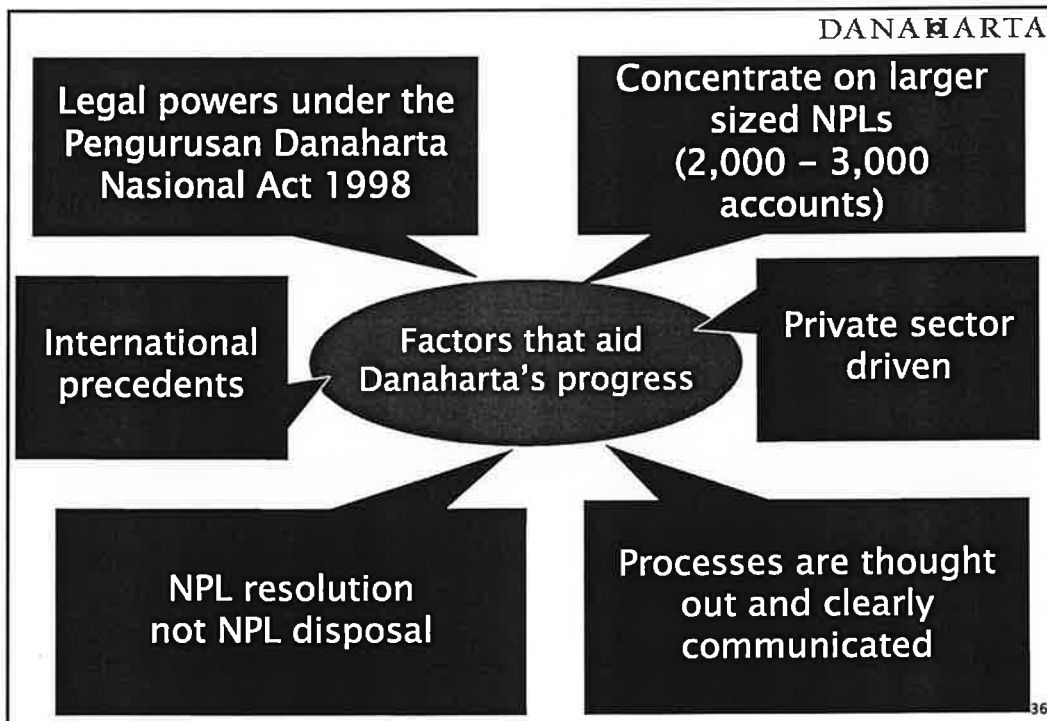 DANAHARTA
Legal powers under the
Pengurusan Danaharta
Nasional Act 1998
Concentrate on larger
sized NPLs
(2,000 – 3,000
accounts)
International
precedents
Factors that aid
Danaharta's progress
Private sector
driven
NPL resolution
not NPL disposal
Processes are thought
out and clearly
communicated
36